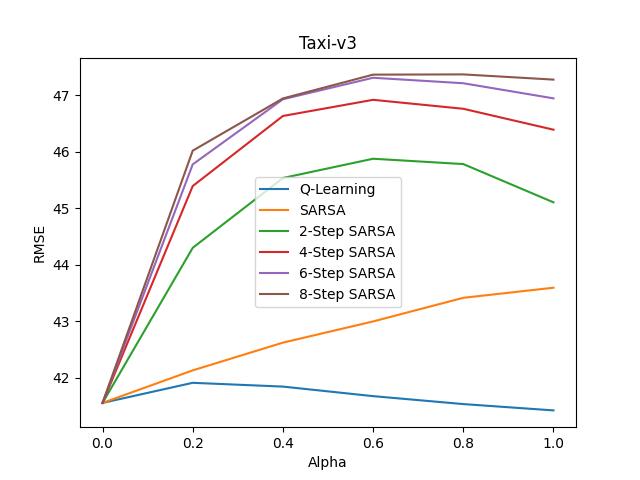 Taxi-v3
47
46
45
44
43
42
RMSE
Q-Learning
SARSA
2-Step SARSA
4-Step SARSA
6-Step SARSA
8-Step SARSA
0.0 0.2 0.4 0.6 0.8 1.0
Alpha